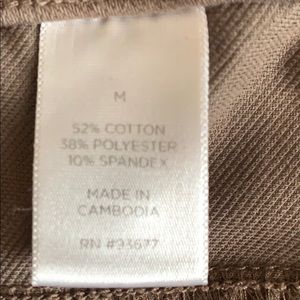 M
52% COTTON
38% POLYESTER
10% SPANDEX
MADE IN
CAMBODIA
RN #93677